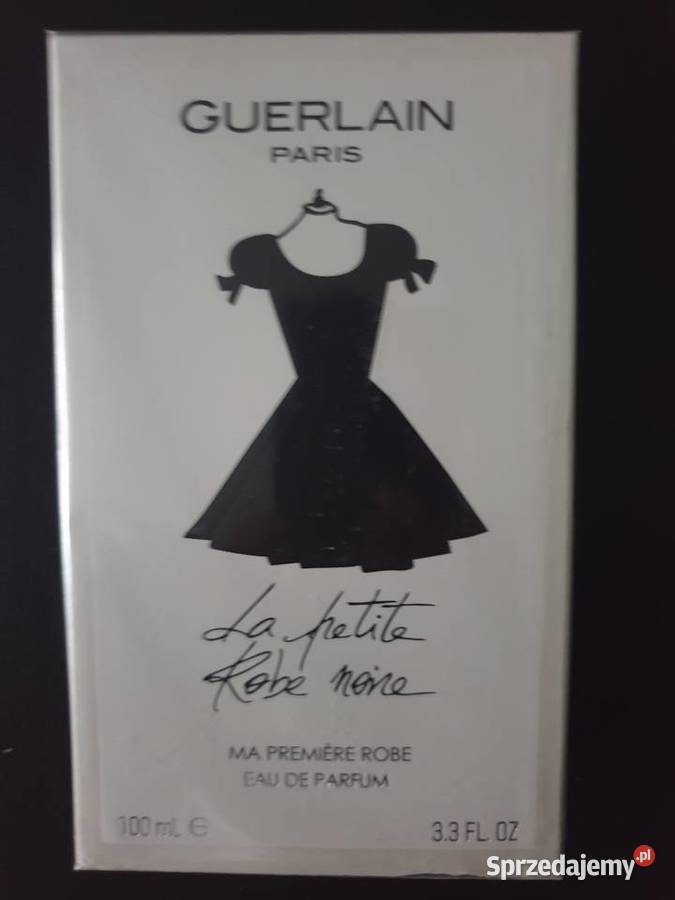 GUERLAIN
PARIS
La petite
Robe noire
MA PREMIÈRE ROBE
EAU DE PARFUM
100 mL ℮ 3.3 FL. OZ
Sprzedajemy.pl